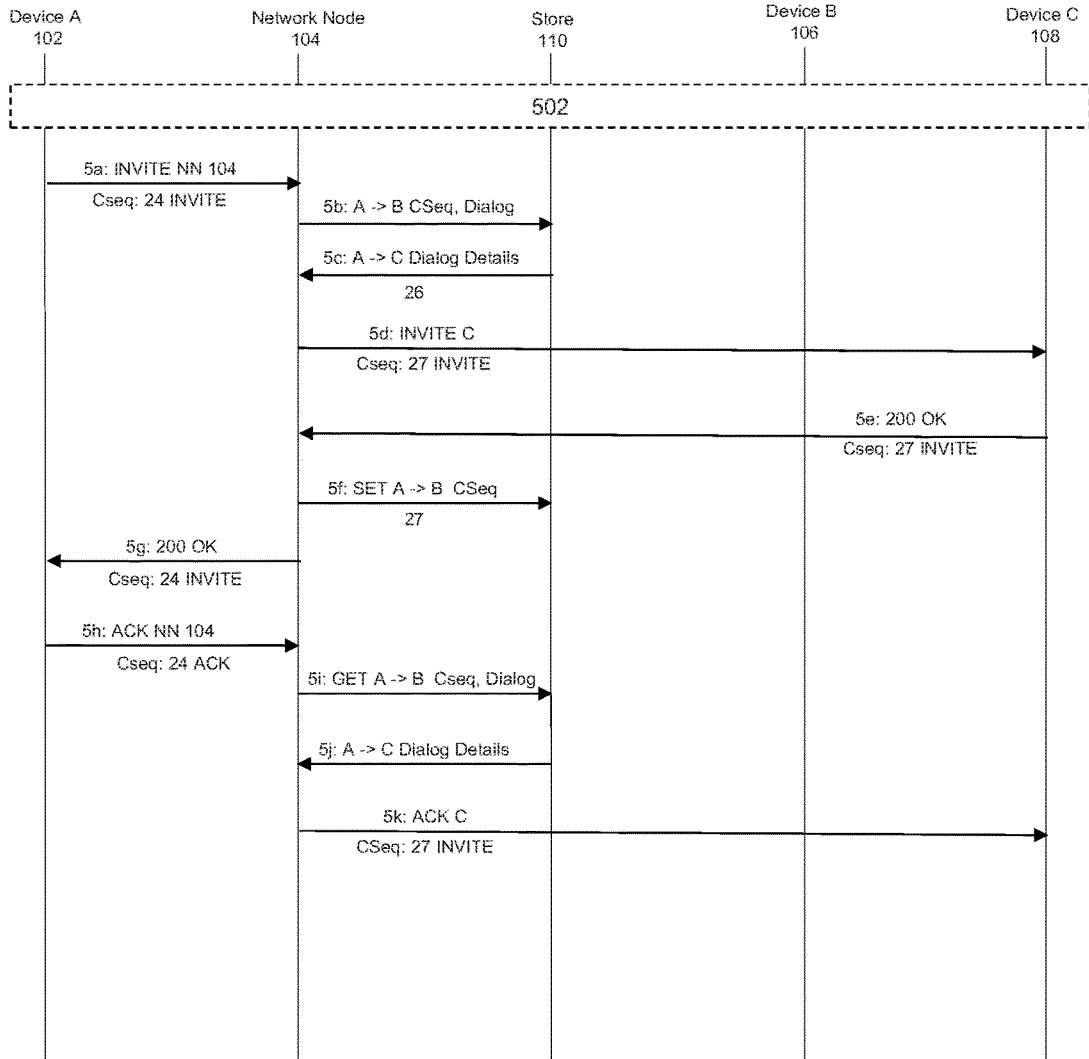 Device A
102
Network Node
104
Store
110
Device B
106
Device C
108
502
5a: INVITE NN 104
Cseq: 24 INVITE
5b: A -> B CSeq, Dialog
5c: A -> C Dialog Details
26
5d: INVITE C
Cseq: 27 INVITE
5e: 200 OK
Cseq: 27 INVITE
5f: SET A -> B CSeq
27
5g: 200 OK
Cseq: 24 INVITE
5h: ACK NN 104
Cseq: 24 ACK
5i: GET A -> B Cseq, Dialog
5j: A -> C Dialog Details
5k: ACK C
CSeq: 27 INVITE